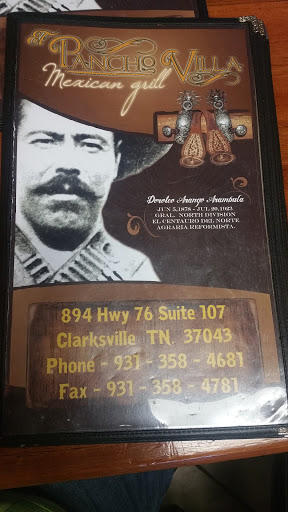 El
PANCHO VILLA
Mexican grill
Doroteo Arango Arambula
JUN 5,1878 - JUL 20,1923
GRAL. NORTH DIVISION
EL CENTAURO DEL NORTE
AGRARIA REFORMISTA.
894 Hwy 76 Suite 107
Clarksville TN. 37043
Phone - 931 - 358 - 4681
Fax - 931 - 358 - 4781